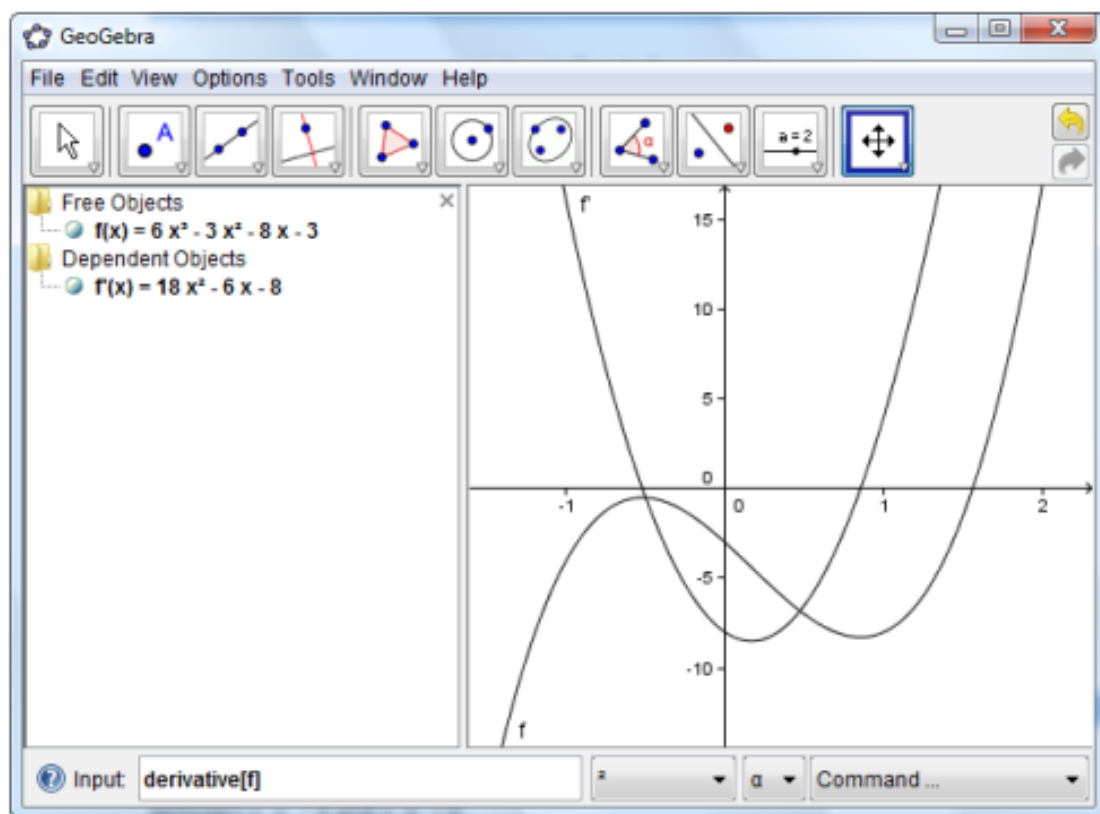 GeoGebra
File Edit View Options Tools Window Help
A
α
a = 2
Free Objects
f(x) = 6 x³ - 3 x² - 8 x - 3
Dependent Objects
f'(x) = 18 x² - 6 x - 8
f'
15
10
5
0
-1
0
1
2
-5
-10
f
Input: derivative[f]
²
α
Command ...